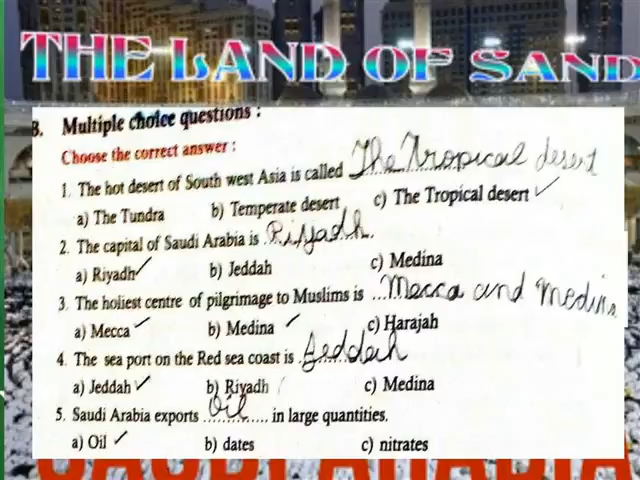 THE LAND OF SAND
B. Multiple choice questions :
Choose the correct answer :
1. The hot desert of South west Asia is called The Tropical desert
a) The Tundra b) Temperate desert c) The Tropical desert ✓
2. The capital of Saudi Arabia is Riyadh.
a) Riyadh ✓ b) Jeddah c) Medina
3. The holiest centre of pilgrimage to Muslims is ...Mecca and Medina
a) Mecca ✓ b) Medina ✓ c) Harajah
4. The sea port on the Red sea coast is Jeddah
a) Jeddah ✓ b) Riyadh c) Medina
5. Saudi Arabia exports Oil in large quantities.
a) Oil ✓ b) dates c) nitrates
SAUDI ARABIA